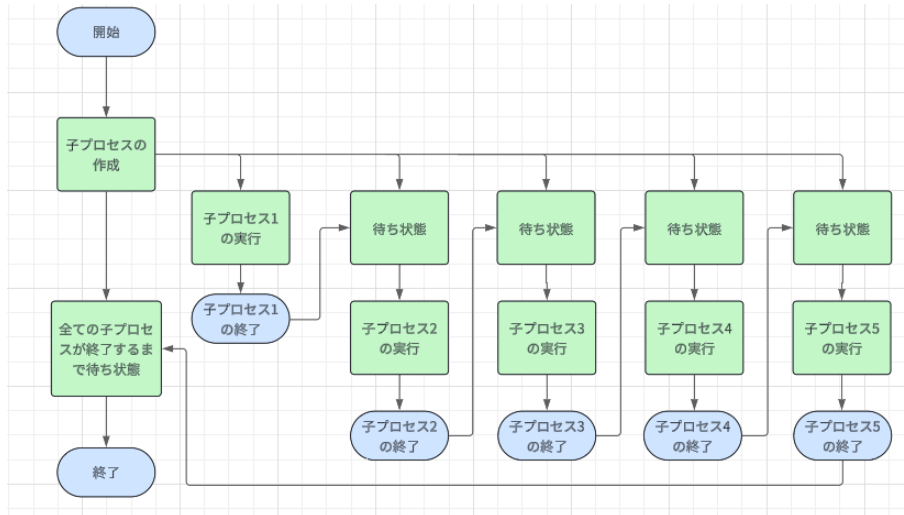 開始
子プロセスの
作成
子プロセス1
の実行
待ち状態
待ち状態
待ち状態
待ち状態
子プロセス1
の終了
全ての子プロセ
スが終了するま
で待ち状態
子プロセス2
の実行
子プロセス3
の実行
子プロセス4
の実行
子プロセス5
の実行
子プロセス2
の終了
子プロセス3
の終了
子プロセス4
の終了
子プロセス5
の終了
終了